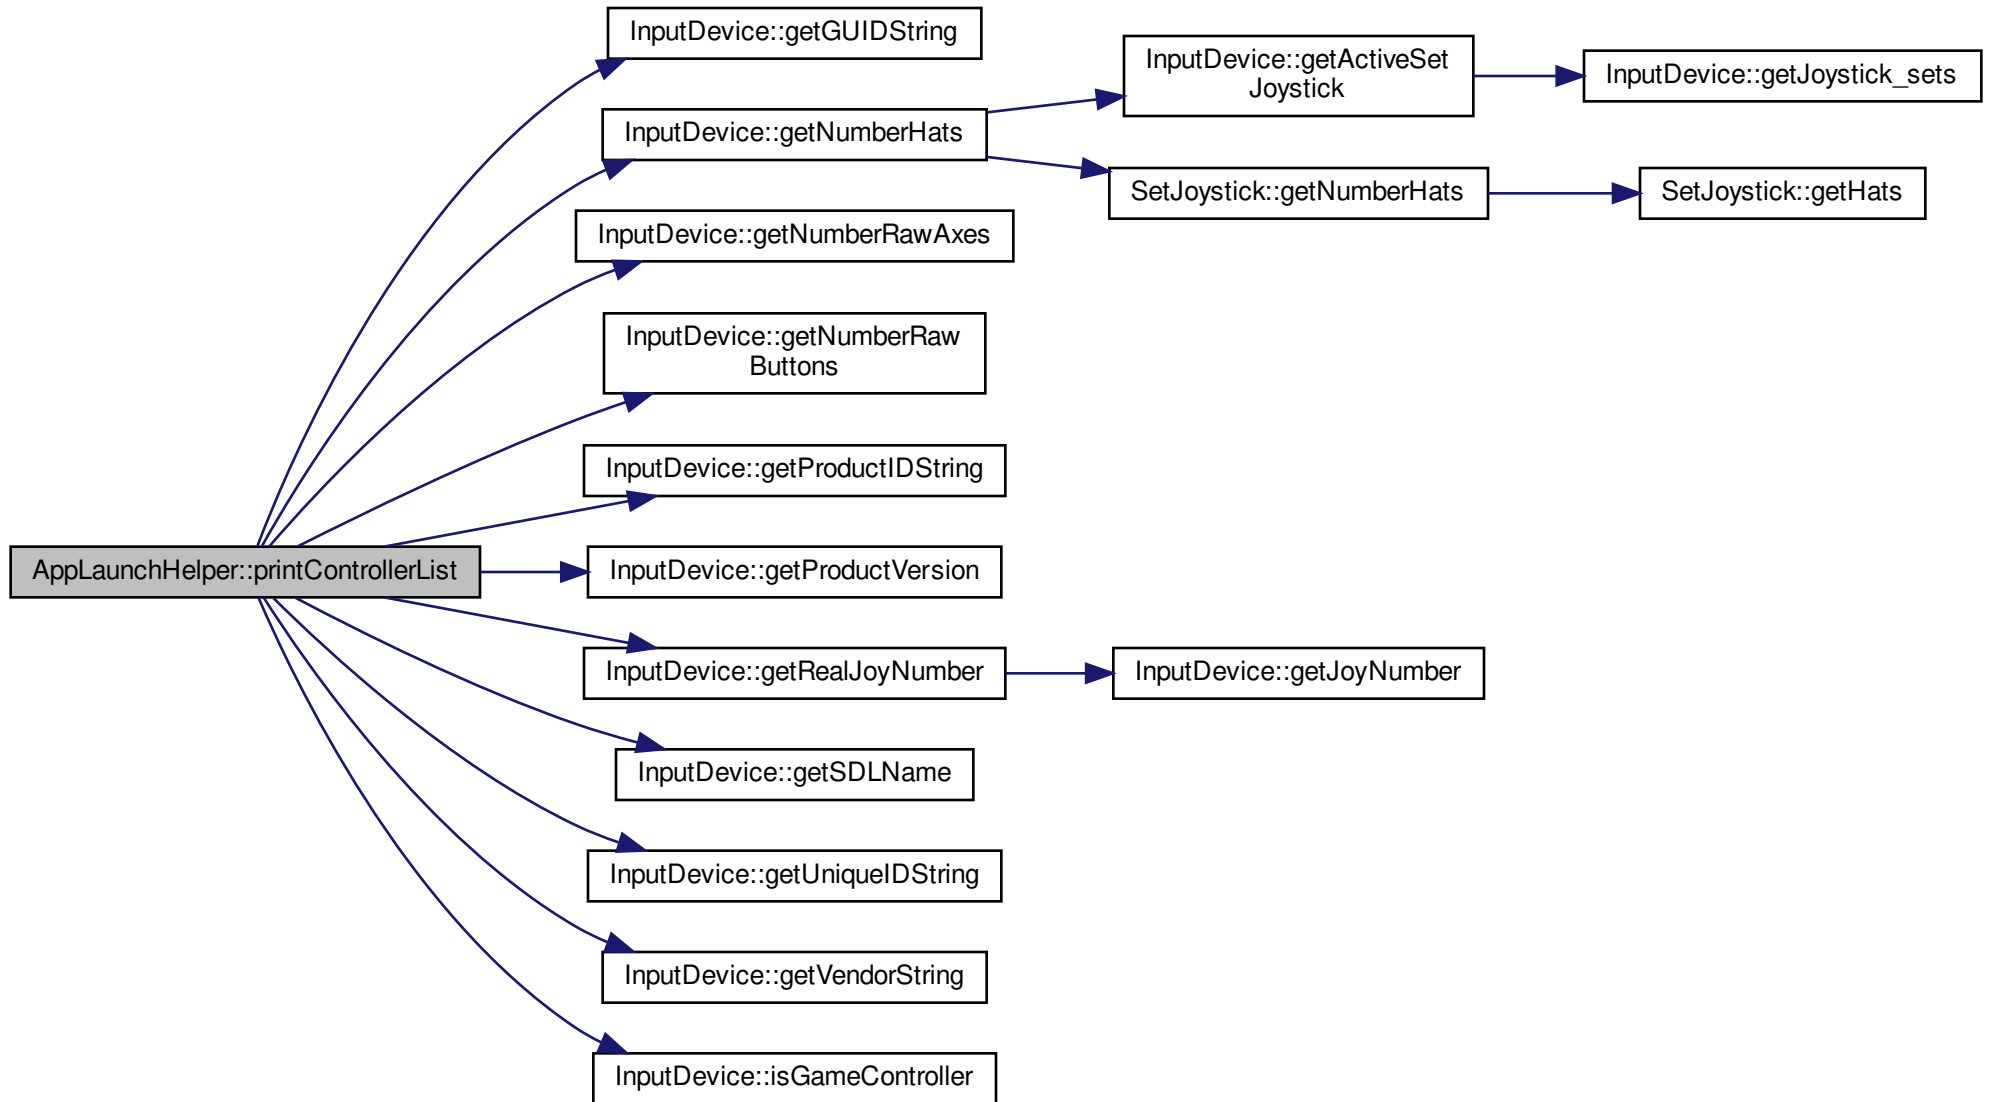 InputDevice::getGUIDString
InputDevice::getActiveSet
Joystick
InputDevice::getJoystick_sets
InputDevice::getNumberHats
SetJoystick::getNumberHats
SetJoystick::getHats
InputDevice::getNumberRawAxes
InputDevice::getNumberRaw
Buttons
InputDevice::getProductIDString
AppLaunchHelper::printControllerList
InputDevice::getProductVersion
InputDevice::getRealJoyNumber
InputDevice::getJoyNumber
InputDevice::getSDLName
InputDevice::getUniqueIDString
InputDevice::getVendorString
InputDevice::isGameController